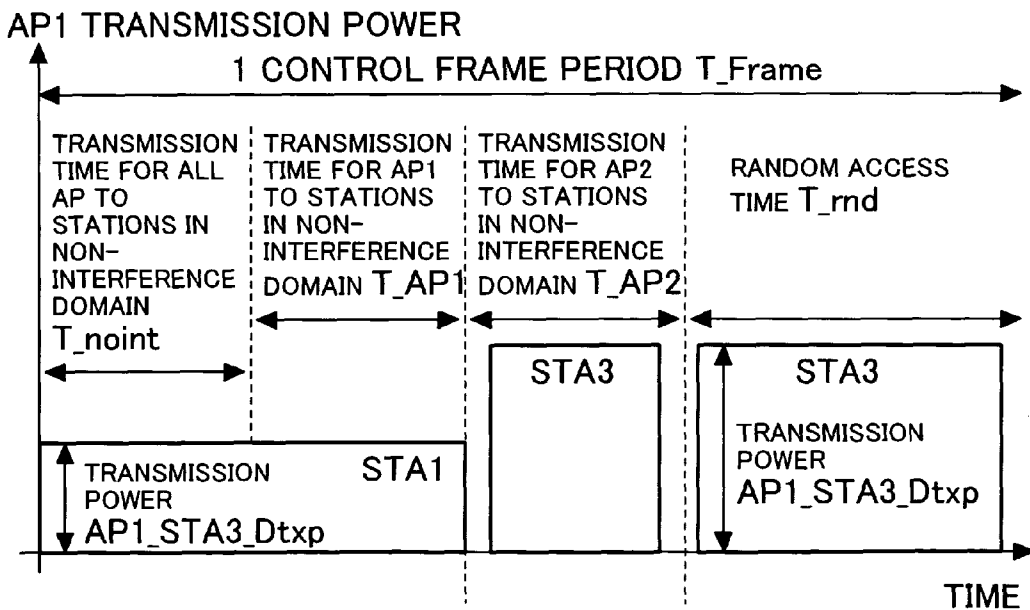 AP1 TRANSMISSION POWER
1 CONTROL FRAME PERIOD T_Frame
TRANSMISSION
TIME FOR ALL
AP TO
STATIONS IN
NON-
INTERFERENCE
DOMAIN
T_noint
TRANSMISSION
TIME FOR AP1
TO STATIONS
IN NON-
INTERFERENCE
DOMAIN T_AP1
TRANSMISSION
TIME FOR AP2
TO STATIONS
IN NON-
INTERFERENCE
DOMAIN T_AP2
RANDOM ACCESS
TIME T_rnd
STA1
TRANSMISSION
POWER
AP1_STA3_Dtxp
STA3
STA3
TRANSMISSION
POWER
AP1_STA3_Dtxp
TIME